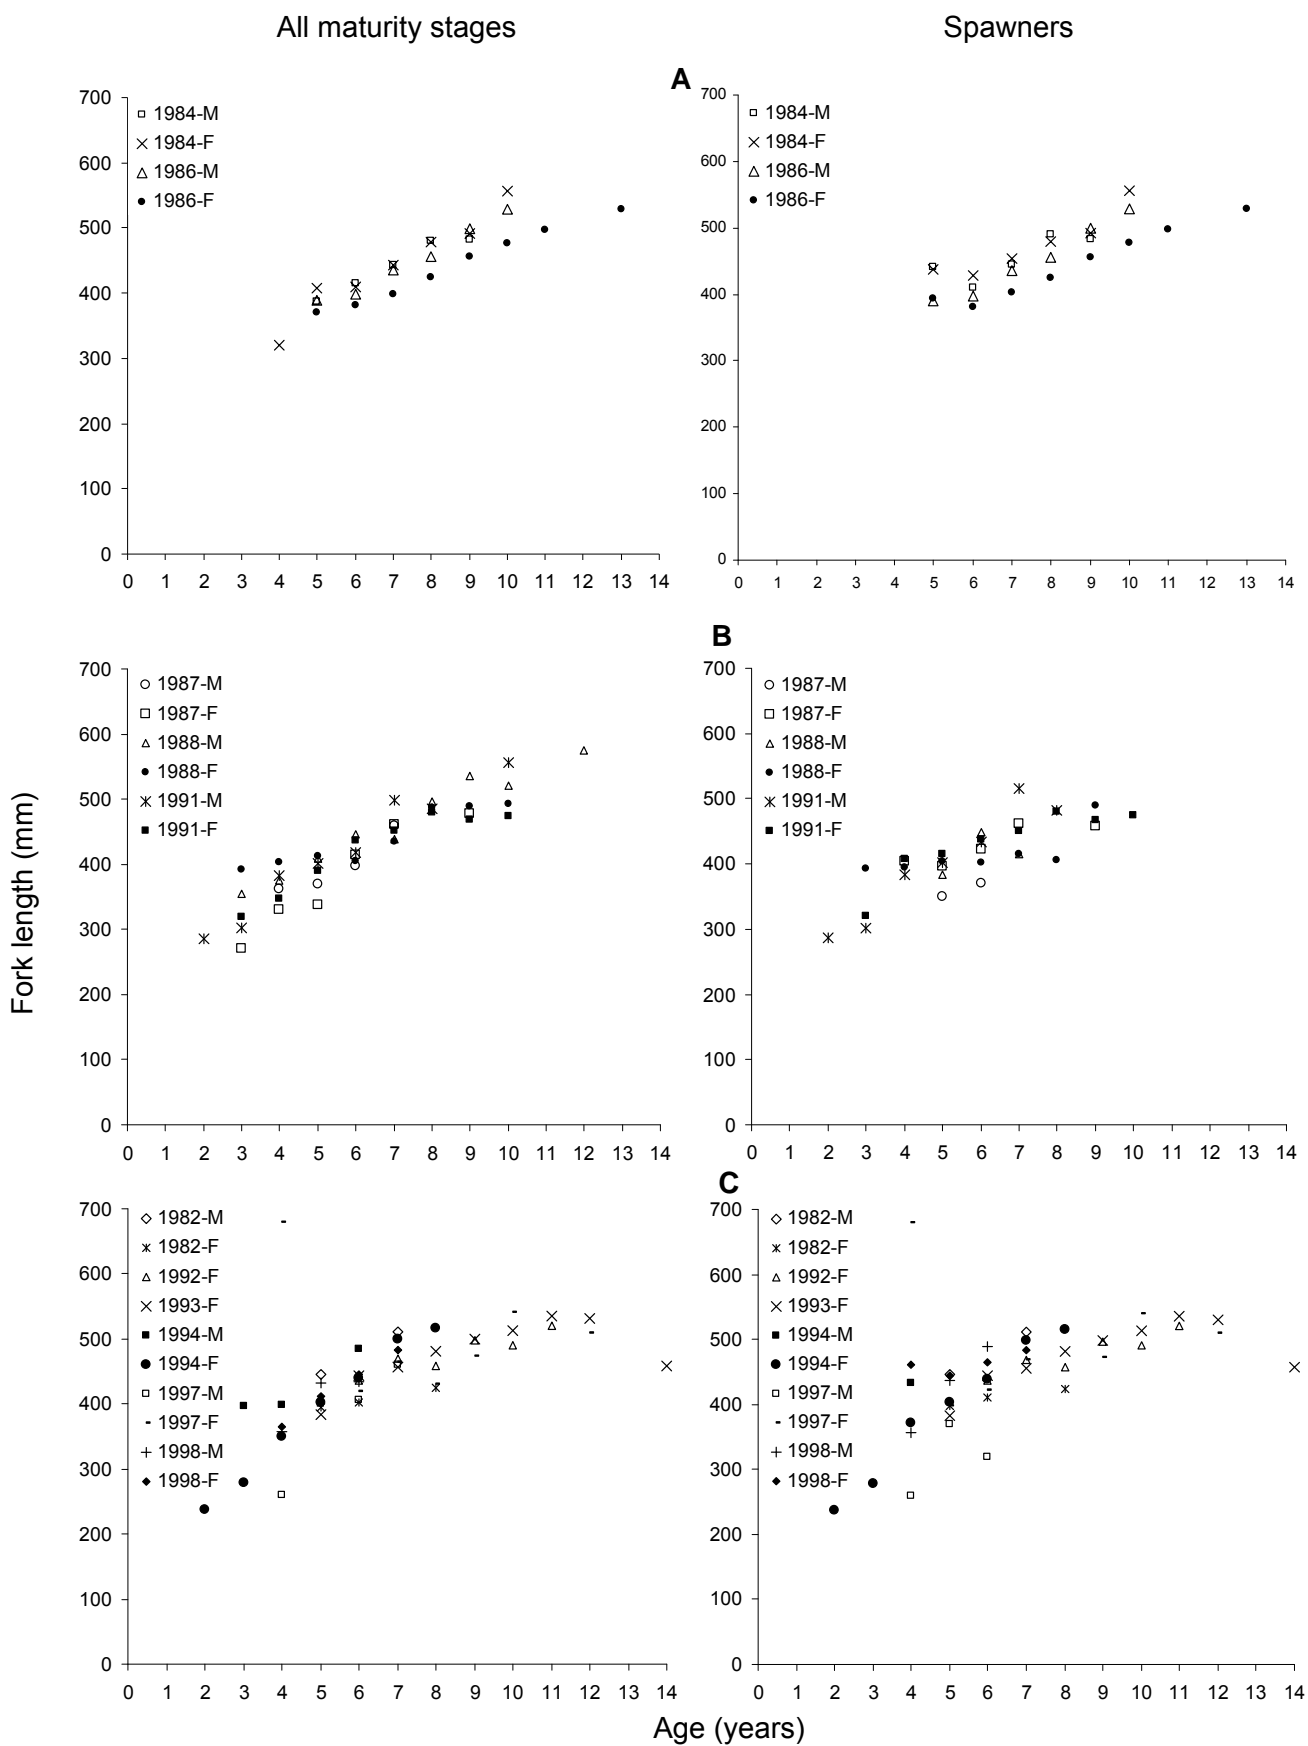 All maturity stages
Spawners
A
700
600
500
400
300
200
100
0
1984-M
1984-F
1986-M
1986-F
0 1 2 3 4 5 6 7 8 9 10 11 12 13 14
700
600
500
400
300
200
100
0
1984-M
1984-F
1986-M
1986-F
0 1 2 3 4 5 6 7 8 9 10 11 12 13 14
B
Fork length (mm)
700
600
500
400
300
200
100
0
1987-M
1987-F
1988-M
1988-F
1991-M
1991-F
0 1 2 3 4 5 6 7 8 9 10 11 12 13 14
700
600
500
400
300
200
100
0
1987-M
1987-F
1988-M
1988-F
1991-M
1991-F
0 1 2 3 4 5 6 7 8 9 10 11 12 13 14
C
700
600
500
400
300
200
100
0
1982-M
1982-F
1992-F
1993-F
1994-M
1994-F
1997-M
1997-F
1998-M
1998-F
0 1 2 3 4 5 6 7 8 9 10 11 12 13 14
700
600
500
400
300
200
100
0
1982-M
1982-F
1992-F
1993-F
1994-M
1994-F
1997-M
1997-F
1998-M
1998-F
0 1 2 3 4 5 6 7 8 9 10 11 12 13 14
Age (years)